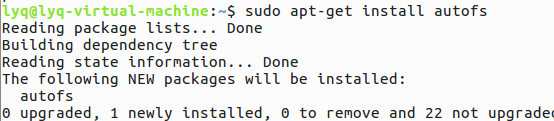 lyq@lyq-virtual-machine:~$ sudo apt-get install autofs
Reading package lists... Done
Building dependency tree
Reading state information... Done
The following NEW packages will be installed:
  autofs
0 upgraded, 1 newly installed, 0 to remove and 22 not upgraded